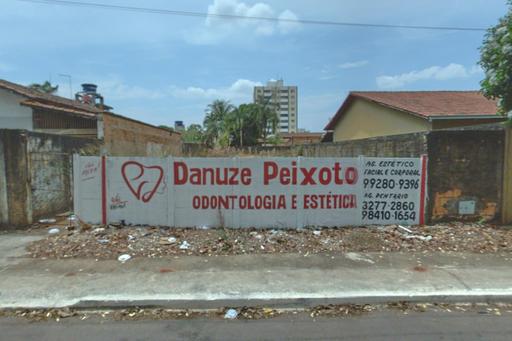 Danuze Peixoto
ODONTOLOGIA E ESTÉTICA
AG. ESTÉTICO
FACIAL E CORPORAL
99280-9396
AG. DENTÁRIO
3277-2860
98410-1654